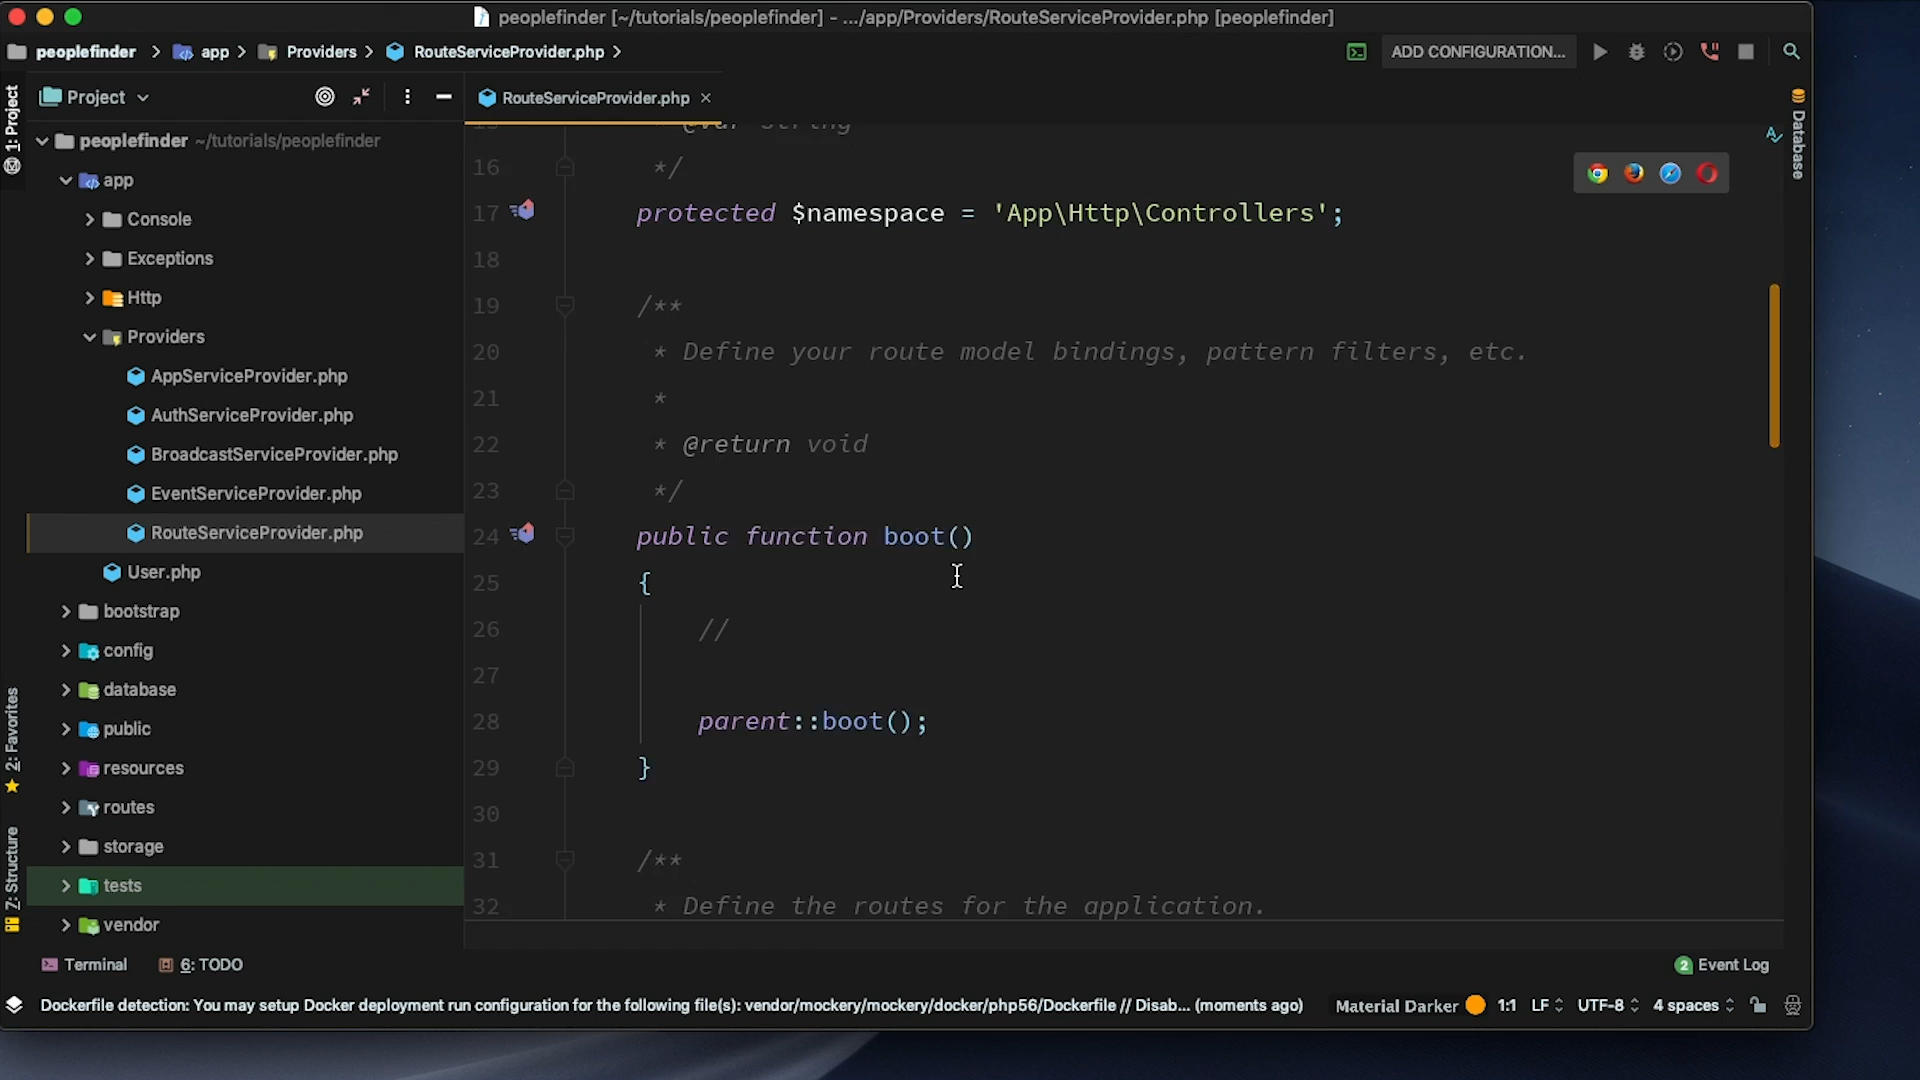 peoplefinder [~/tutorials/peoplefinder] - .../app/Providers/RouteServiceProvider.php [peoplefinder]
peoplefinder app Providers RouteServiceProvider.php
ADD CONFIGURATION...
1: Project
Project
RouteServiceProvider.php
Database
peoplefinder ~/tutorials/peoplefinder
app
Console
Exceptions
Http
Providers
AppServiceProvider.php
AuthServiceProvider.php
BroadcastServiceProvider.php
EventServiceProvider.php
RouteServiceProvider.php
User.php
bootstrap
config
database
public
resources
routes
storage
tests
vendor
2: Favorites
7: Structure
15 * @var string
16 */
17 protected $namespace = 'App\Http\Controllers';
18
19 /**
20 * Define your route model bindings, pattern filters, etc.
21 *
22 * @return void
23 */
24 public function boot()
25 {
26 //
27
28 parent::boot();
29 }
30
31 /**
32 * Define the routes for the application.
Terminal
6: TODO
2 Event Log
Dockerfile detection: You may setup Docker deployment run configuration for the following file(s): vendor/mockery/mockery/docker/php56/Dockerfile // Disab... (moments ago)
Material Darker 1:1 LF UTF-8 4 spaces